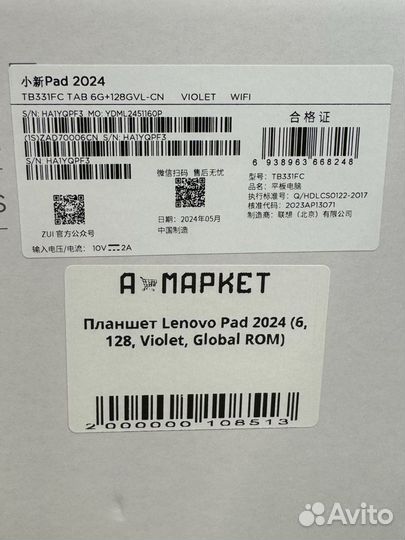 小新Pad 2024
TB331FC TAB 6G+128GVL-CN VIOLET WIFI
S/N: HA1YQPF3 MO: YDML2451160P
(1S)ZAD70006CN S/N: HA1YQPF3
S/N: HA1YQPF3
合格证
6 938963 668248
微信扫码 售后无忧
型号: TB331FC
品名: 平板电脑
执行标准号: Q/HDLCS0122-2017
核准代码: 2023AP13071
制造商: 联想（北京）有限公司
ZUI 官方公众号
日期: 2024年05月
中国制造
输入电压/电流: 10V⎓2A
S
А МАРКЕТ
Планшет Lenovo Pad 2024 (6,
128, Violet, Global ROM)
2 000000 108513
Avito